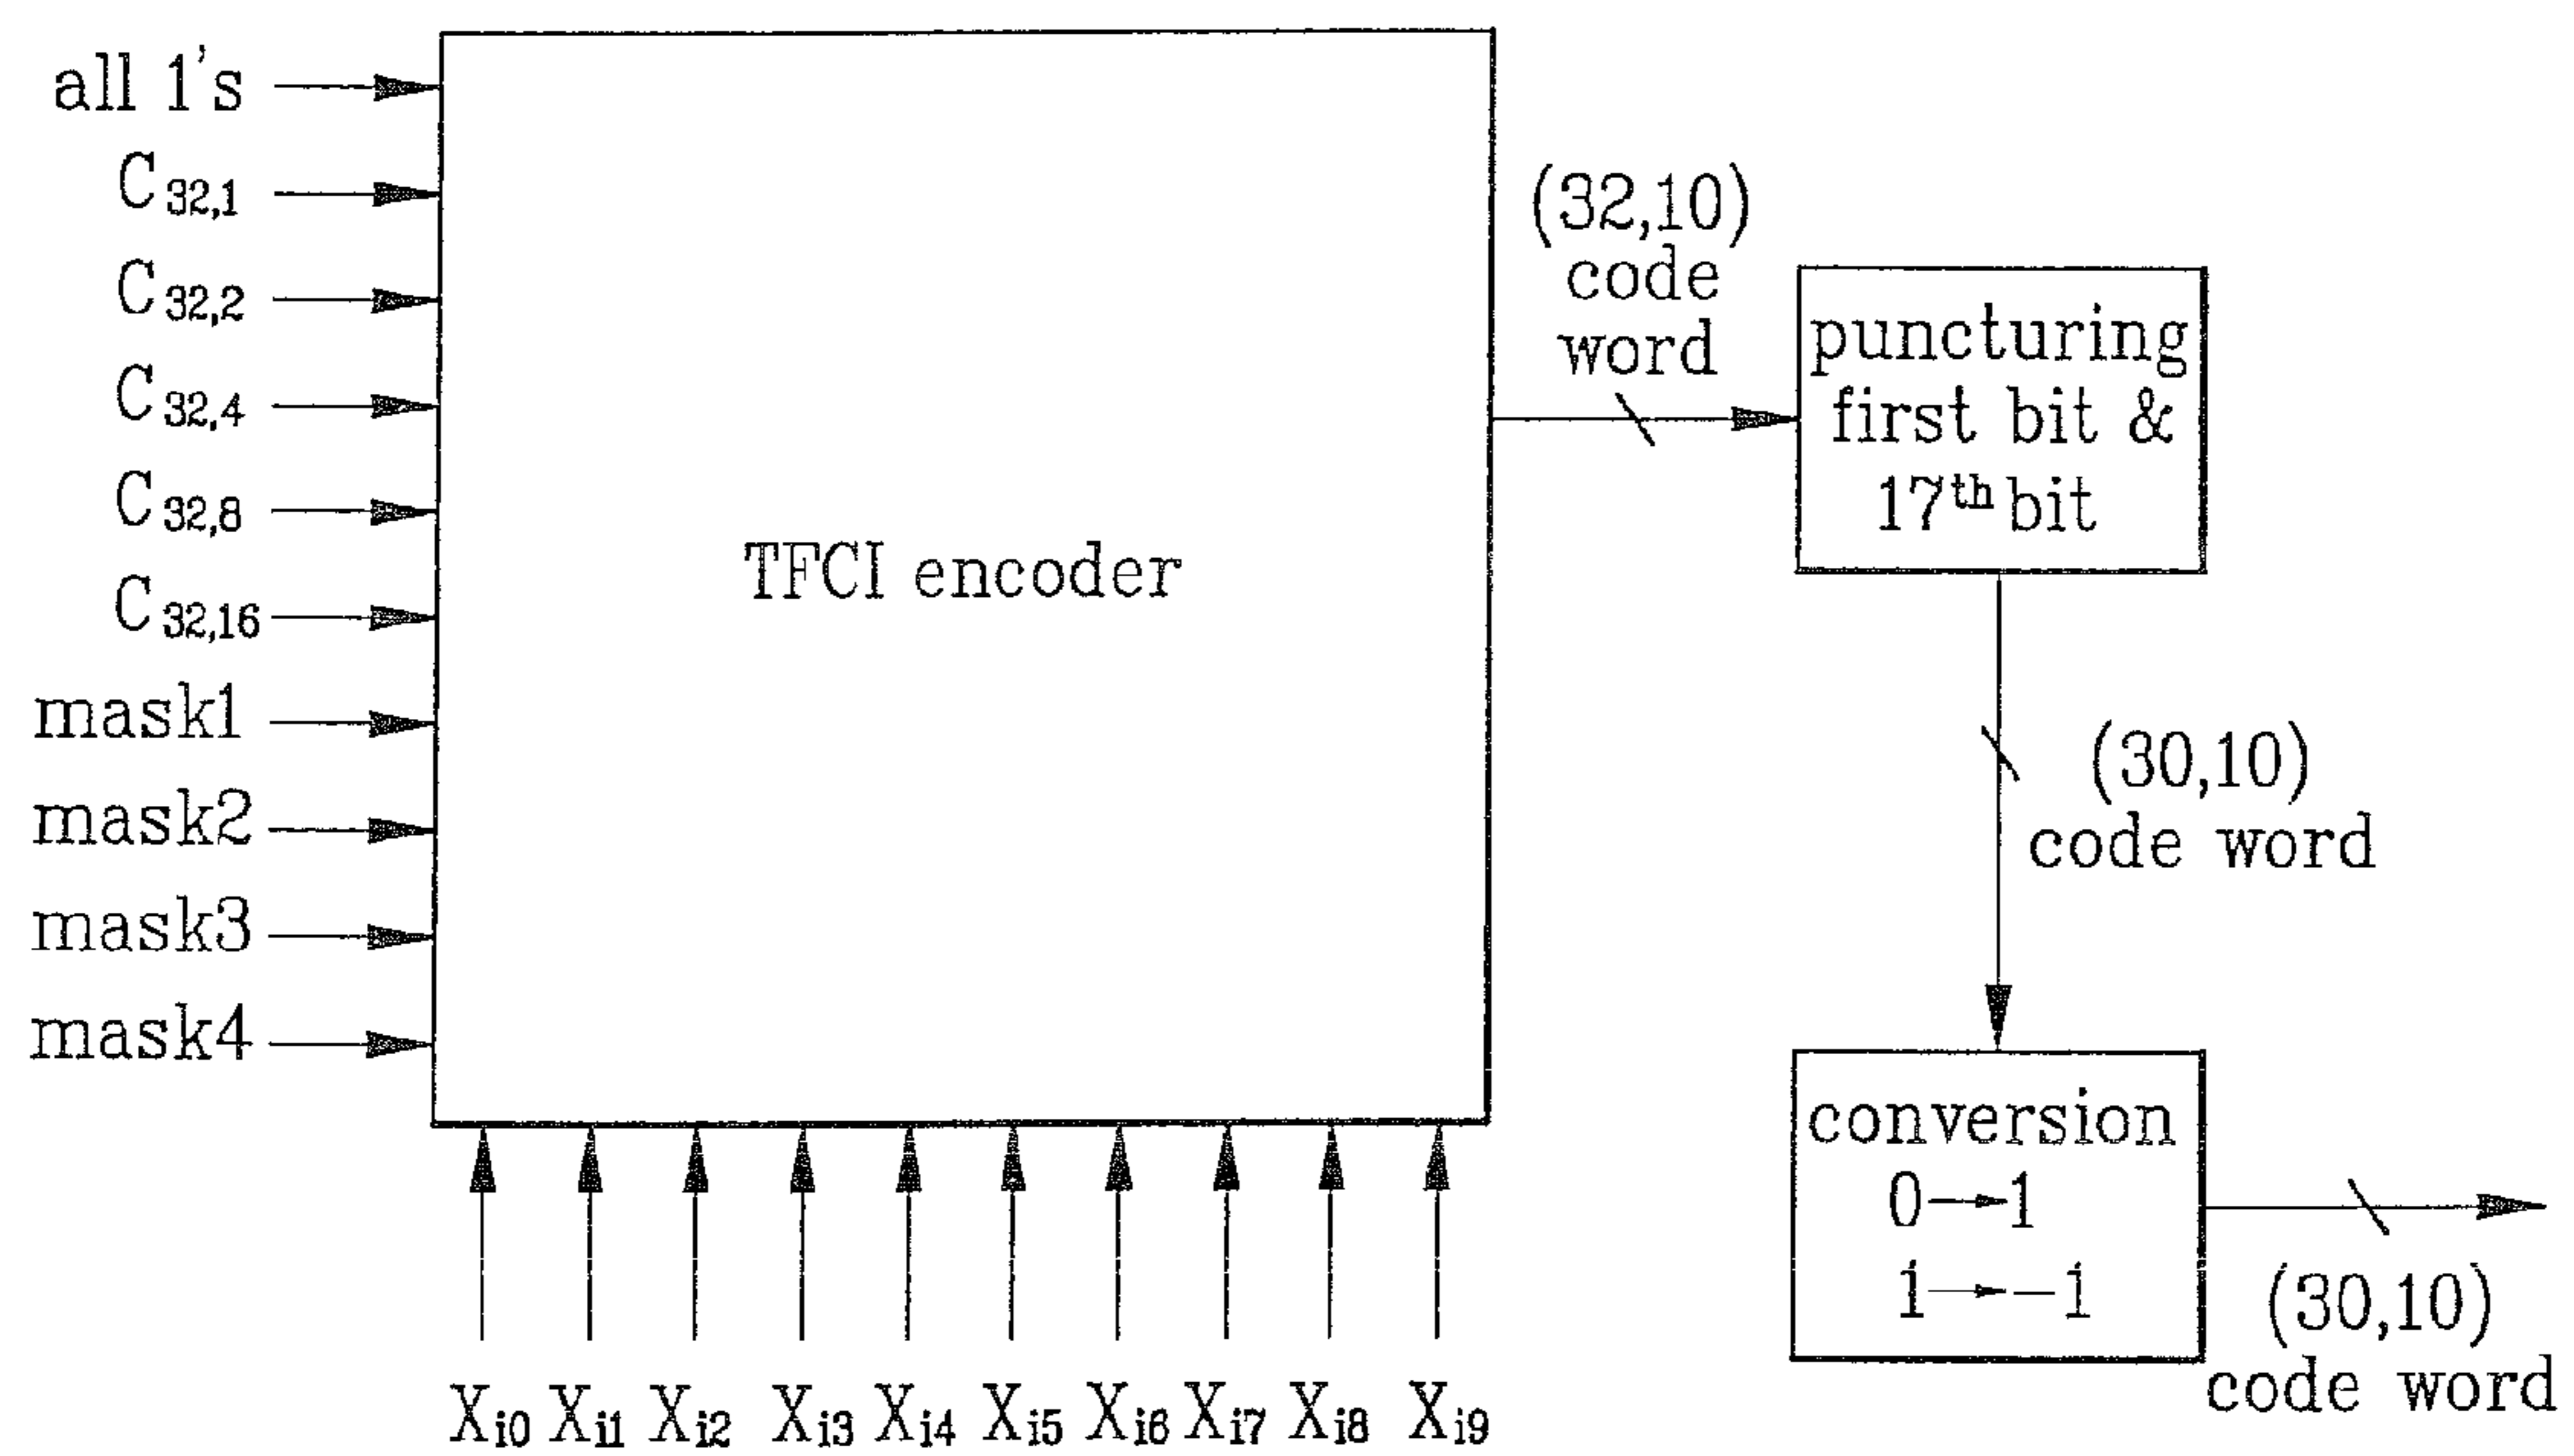 all 1's
C32,1
C32,2
C32,4
C32,8
C32,16
mask1
mask2
mask3
mask4
TFCI encoder
Xi0 Xi1 Xi2 Xi3 Xi4 Xi5 Xi6 Xi7 Xi8 Xi9
(32,10)
code
word
puncturing
first bit &
17th bit
(30,10)
code word
conversion
0→1
1→-1
(30,10)
code word